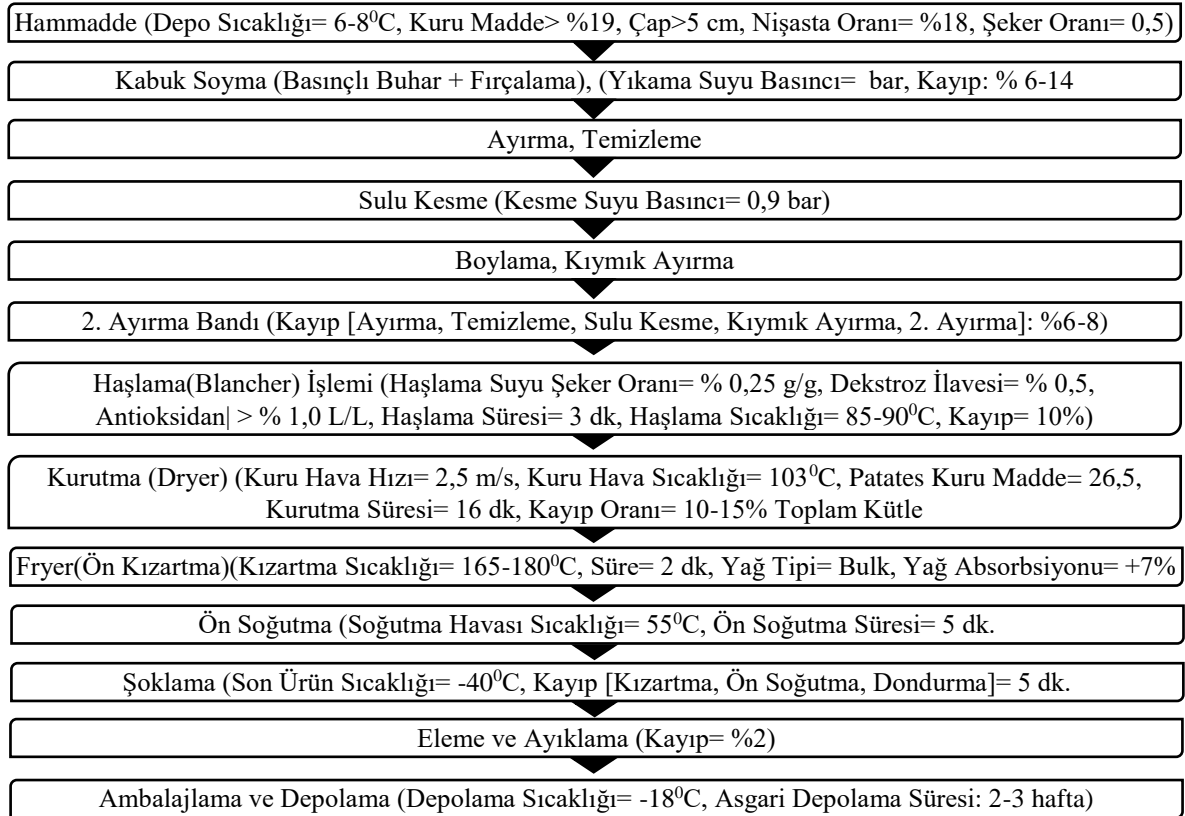 Hammadde (Depo Sıcaklığı= 6-8⁰C, Kuru Madde> %19, Çap>5 cm, Nişasta Oranı= %18, Şeker Oranı= 0,5)
Kabuk Soyma (Basınçlı Buhar + Fırçalama), (Yıkama Suyu Basıncı=  bar, Kayıp: % 6-14
Ayırma, Temizleme
Sulu Kesme (Kesme Suyu Basıncı= 0,9 bar)
Boylama, Kıymık Ayırma
2. Ayırma Bandı (Kayıp [Ayırma, Temizleme, Sulu Kesme, Kıymık Ayırma, 2. Ayırma]: %6-8)
Haşlama(Blancher) İşlemi (Haşlama Suyu Şeker Oranı= % 0,25 g/g, Dekstroz İlavesi= % 0,5,
Antioksidan| > % 1,0 L/L, Haşlama Süresi= 3 dk, Haşlama Sıcaklığı= 85-90⁰C, Kayıp= 10%)
Kurutma (Dryer) (Kuru Hava Hızı= 2,5 m/s, Kuru Hava Sıcaklığı= 103⁰C, Patates Kuru Madde= 26,5,
Kurutma Süresi= 16 dk, Kayıp Oranı= 10-15% Toplam Kütle
Fryer(Ön Kızartma)(Kızartma Sıcaklığı= 165-180⁰C, Süre= 2 dk, Yağ Tipi= Bulk, Yağ Absorbsiyonu= +7%
Ön Soğutma (Soğutma Havası Sıcaklığı= 55⁰C, Ön Soğutma Süresi= 5 dk.
Şoklama (Son Ürün Sıcaklığı= -40⁰C, Kayıp [Kızartma, Ön Soğutma, Dondurma]= 5 dk.
Eleme ve Ayıklama (Kayıp= %2)
Ambalajlama ve Depolama (Depolama Sıcaklığı= -18⁰C, Asgari Depolama Süresi: 2-3 hafta)